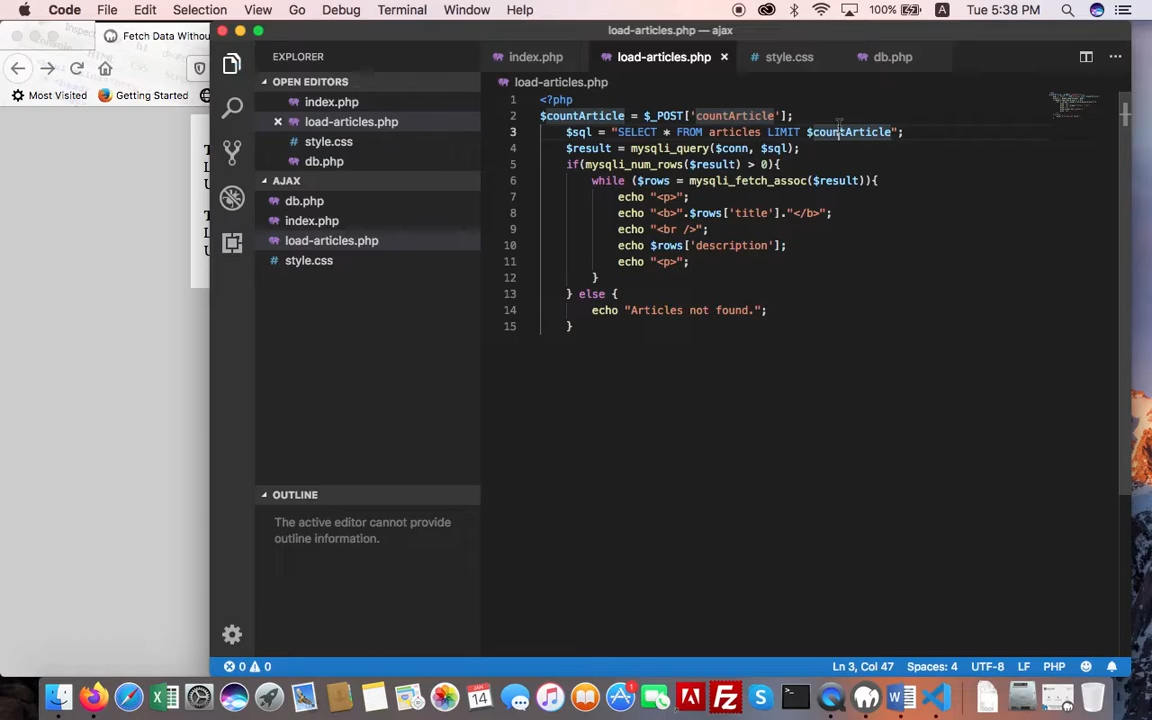 Code File Edit Selection View Go Debug Terminal Window Help
100% A Tue 5:38 PM
load-articles.php — ajax
Fetch Data Withou
Most Visited Getting Started
T
L
U
T
L
U
EXPLORER
OPEN EDITORS
index.php
load-articles.php
style.css
db.php
AJAX
db.php
index.php
load-articles.php
style.css
OUTLINE
The active editor cannot provide
outline information.
index.php load-articles.php style.css db.php
load-articles.php
1 <?php
2 $countArticle = $_POST['countArticle'];
3 $sql = "SELECT * FROM articles LIMIT $countArticle";
4 $result = mysqli_query($conn, $sql);
5 if(mysqli_num_rows($result) > 0){
6 while ($rows = mysqli_fetch_assoc($result)){
7 echo "<p>";
8 echo "<b>".$rows['title']."</b>";
9 echo "<br />";
10 echo $rows['description'];
11 echo "<p>";
12 }
13 } else {
14 echo "Articles not found.";
15 }
0 0
Ln 3, Col 47 Spaces: 4 UTF-8 LF PHP
JAN
14
1